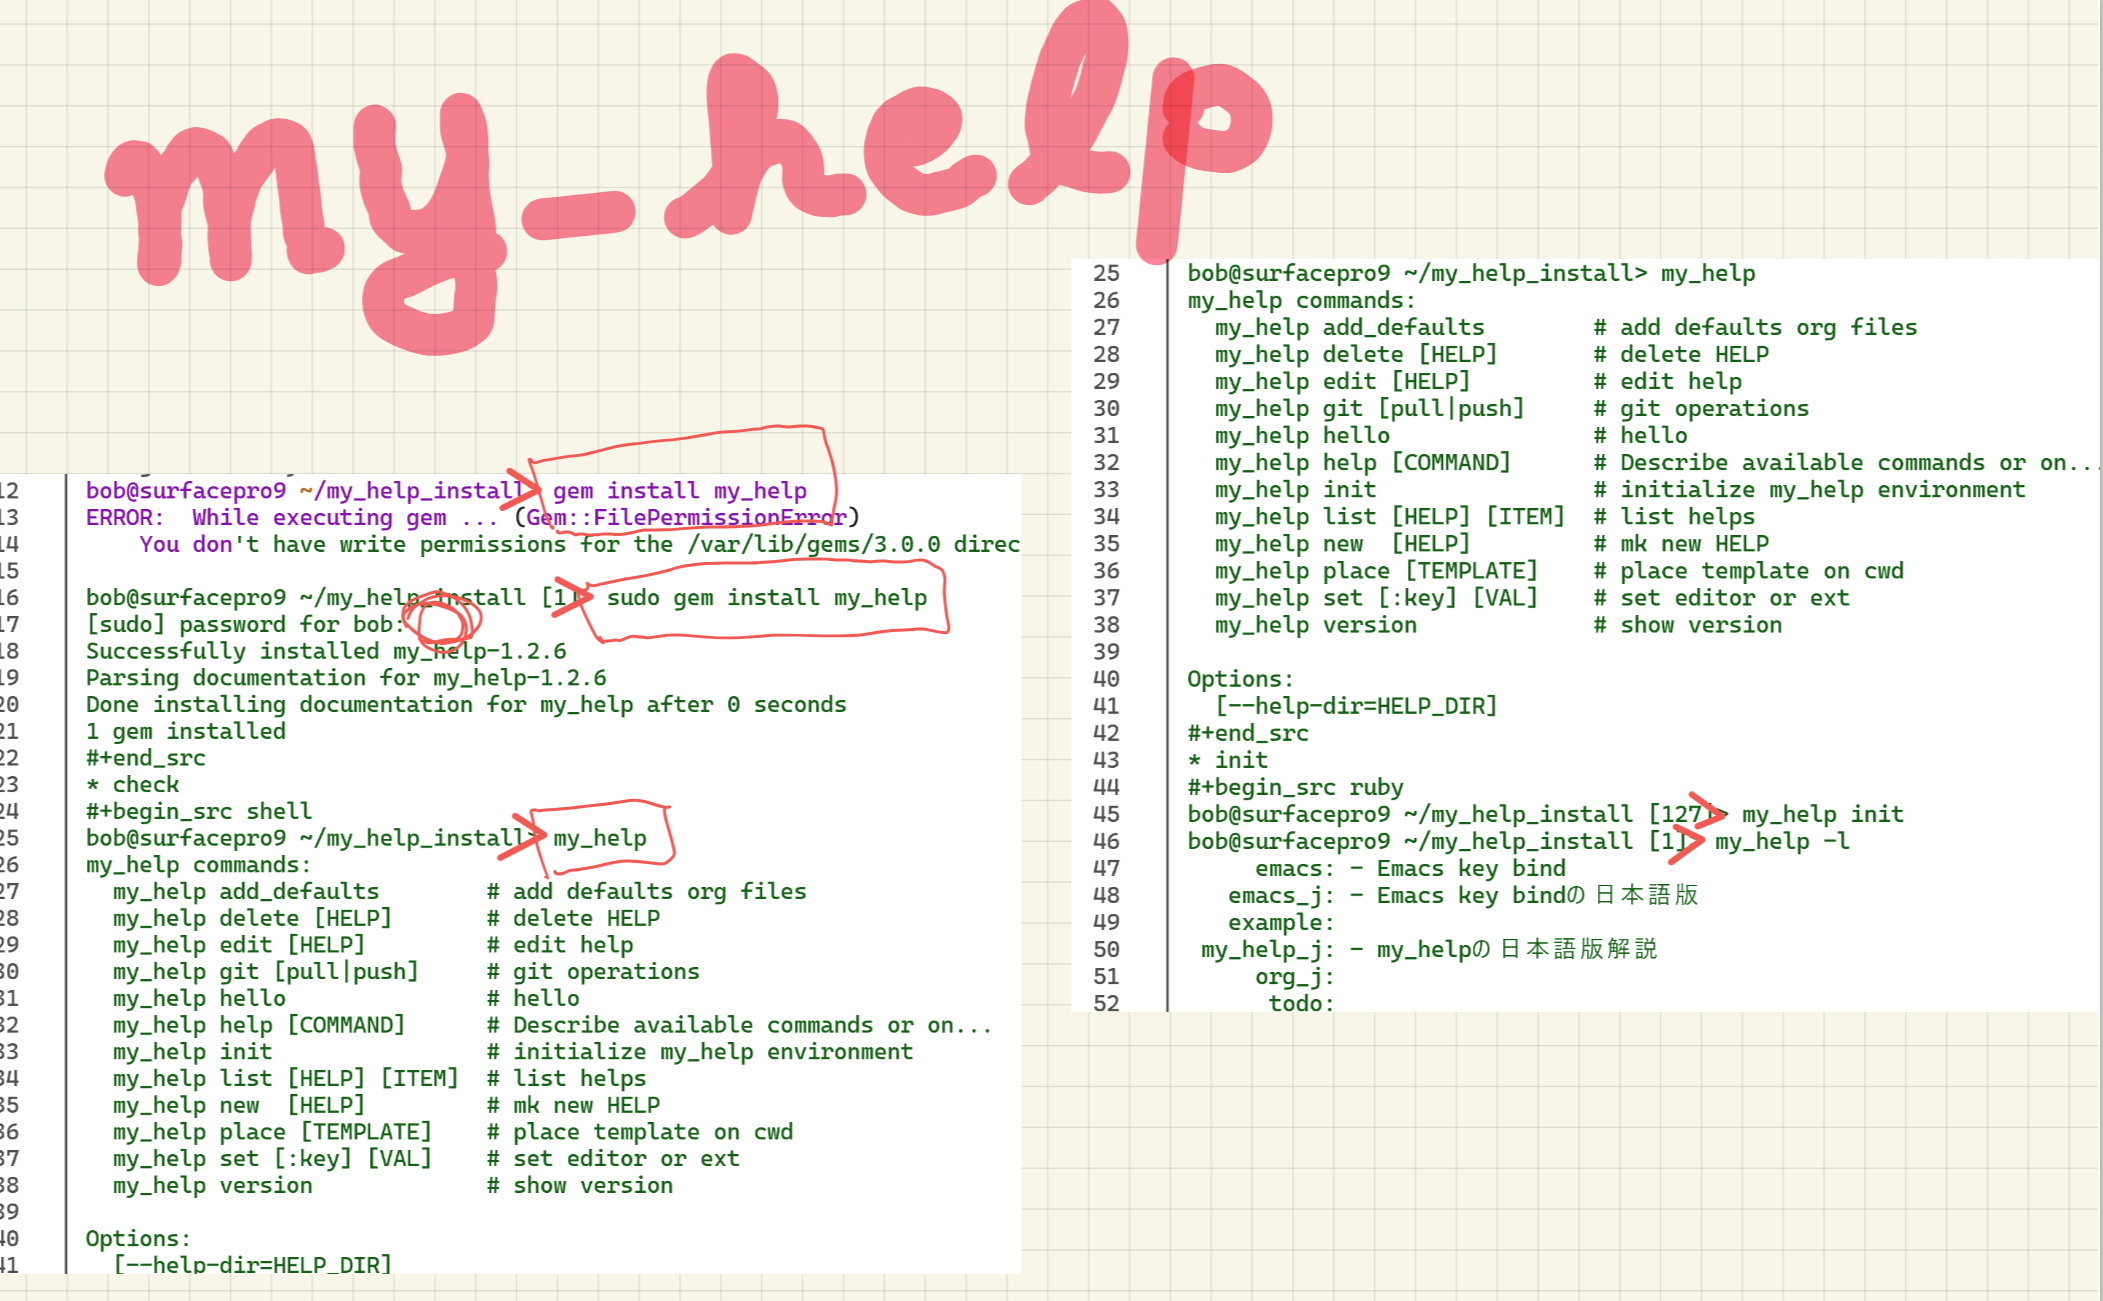 my_help
12 bob@surfacepro9 ~/my_help_install> gem install my_help
13 ERROR:  While executing gem ... (Gem::FilePermissionError)
14     You don't have write permissions for the /var/lib/gems/3.0.0 direc
15
16 bob@surfacepro9 ~/my_help_install [1]> sudo gem install my_help
17 [sudo] password for bob:
18 Successfully installed my_help-1.2.6
19 Parsing documentation for my_help-1.2.6
20 Done installing documentation for my_help after 0 seconds
21 1 gem installed
22 #+end_src
23 * check
24 #+begin_src shell
25 bob@surfacepro9 ~/my_help_install> my_help
26 my_help commands:
27   my_help add_defaults        # add defaults org files
28   my_help delete [HELP]       # delete HELP
29   my_help edit [HELP]         # edit help
30   my_help git [pull|push]     # git operations
31   my_help hello               # hello
32   my_help help [COMMAND]      # Describe available commands or on...
33   my_help init                # initialize my_help environment
34   my_help list [HELP] [ITEM]  # list helps
35   my_help new  [HELP]         # mk new HELP
36   my_help place [TEMPLATE]    # place template on cwd
37   my_help set [:key] [VAL]    # set editor or ext
38   my_help version             # show version
39
40 Options:
41   [--help-dir=HELP_DIR]
25 bob@surfacepro9 ~/my_help_install> my_help
26 my_help commands:
27   my_help add_defaults        # add defaults org files
28   my_help delete [HELP]       # delete HELP
29   my_help edit [HELP]         # edit help
30   my_help git [pull|push]     # git operations
31   my_help hello               # hello
32   my_help help [COMMAND]      # Describe available commands or on...
33   my_help init                # initialize my_help environment
34   my_help list [HELP] [ITEM]  # list helps
35   my_help new  [HELP]         # mk new HELP
36   my_help place [TEMPLATE]    # place template on cwd
37   my_help set [:key] [VAL]    # set editor or ext
38   my_help version             # show version
39
40 Options:
41   [--help-dir=HELP_DIR]
42 #+end_src
43 * init
44 #+begin_src ruby
45 bob@surfacepro9 ~/my_help_install [127]> my_help init
46 bob@surfacepro9 ~/my_help_install [1]> my_help -l
47      emacs: - Emacs key bind
48    emacs_j: - Emacs key bindの日本語版
49    example:
50  my_help_j: - my_helpの日本語版解説
51      org_j:
52       todo: